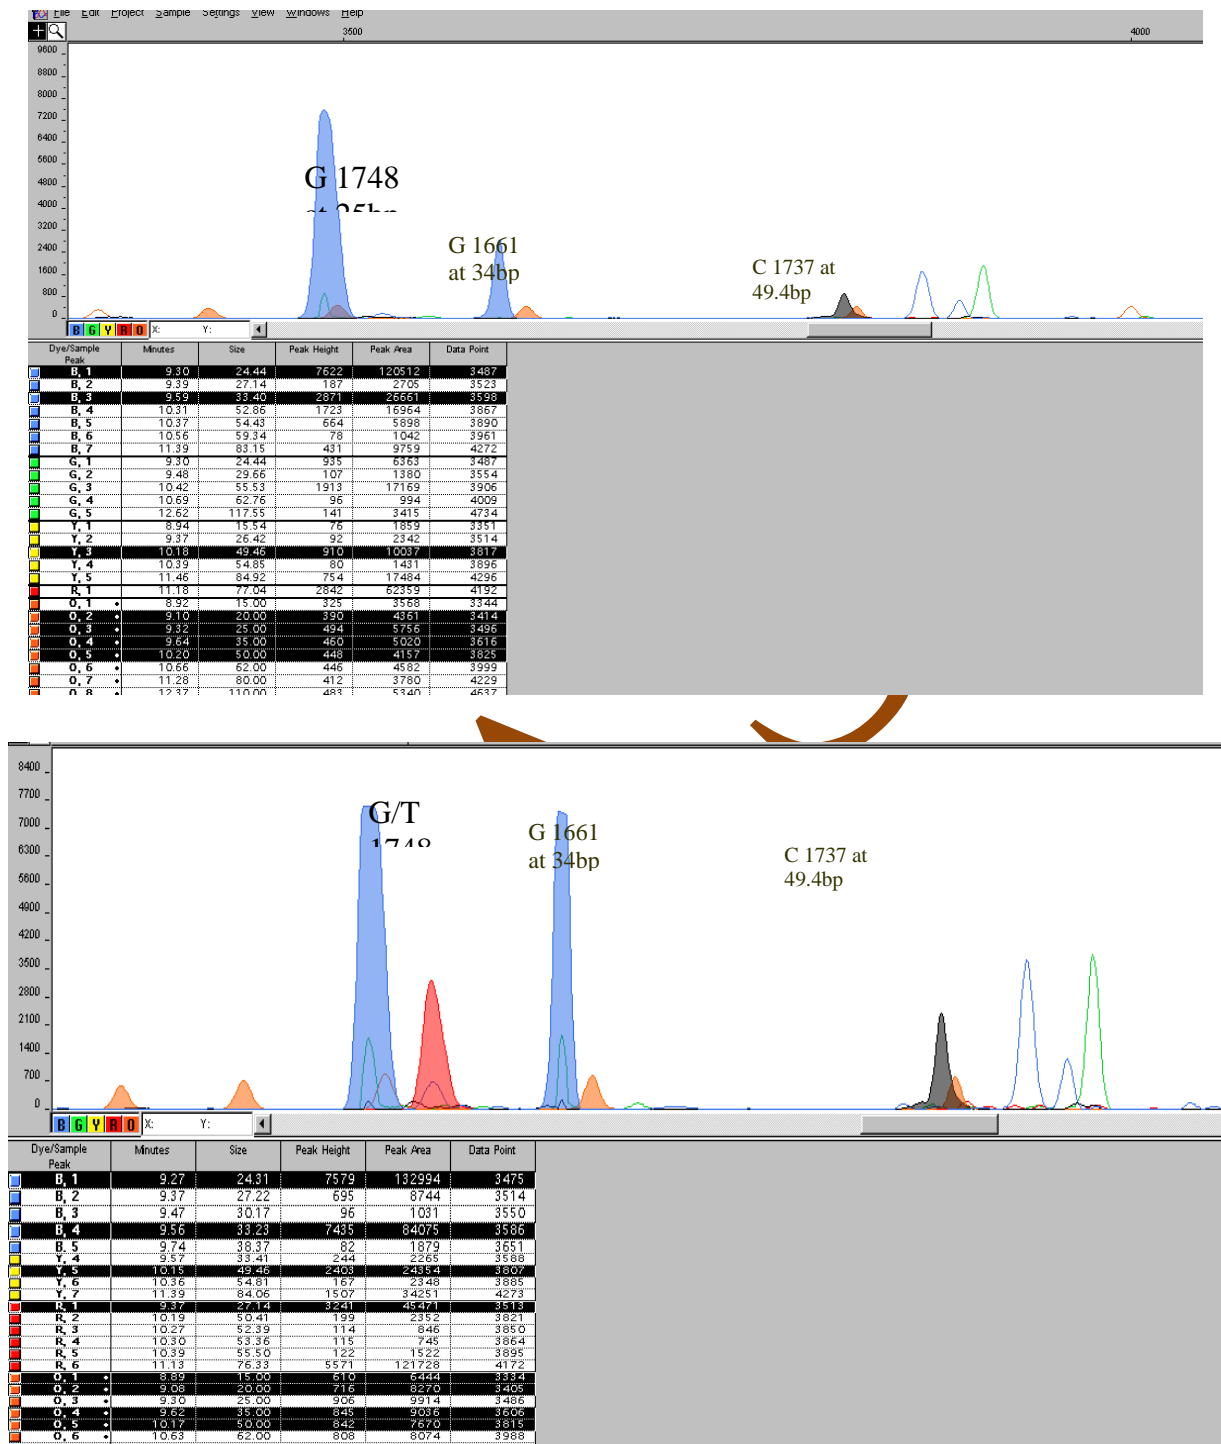 File Edit Project Sample Settings View Windows Help
3500 4000
9600
8800
8000
7200
6400
5600
4800
4000
3200
2400
1600
800
0
G 1748
at 25bp
G 1661
at 34bp
C 1737 at
49.4bp
B G Y R O X: Y:
Dye/Sample Peak Minutes Size Peak Height Peak Area Data Point
B, 1 9.30 24.44 7622 120512 3487
B, 2 9.39 27.14 187 2705 3523
B, 3 9.59 33.40 2871 26661 3598
B, 4 10.31 52.86 1723 16964 3867
B, 5 10.37 54.43 664 5898 3890
B, 6 10.56 59.34 78 1042 3961
B, 7 11.39 83.15 431 9759 4272
G, 1 9.30 24.44 935 6363 3487
G, 2 9.48 29.66 107 1380 3554
G, 3 10.42 55.53 1913 17169 3906
G, 4 10.69 62.76 96 994 4009
G, 5 12.62 117.55 141 3415 4734
Y, 1 8.94 15.54 76 1859 3351
Y, 2 9.37 26.42 92 2342 3514
Y, 3 10.18 49.46 910 10037 3817
Y, 4 10.39 54.85 80 1431 3896
Y, 5 11.46 84.92 754 17484 4296
R, 1 11.18 77.04 2842 62359 4192
O, 1 • 8.92 15.00 325 3568 3344
O, 2 • 9.10 20.00 390 4361 3414
O, 3 • 9.32 25.00 494 5756 3496
O, 4 • 9.64 35.00 460 5020 3616
O, 5 • 10.20 50.00 448 4157 3825
O, 6 • 10.66 62.00 446 4582 3999
O, 7 • 11.28 80.00 412 3780 4229
O, 8 12.37 110.00 483 5340 4637
8400
7700
7000
6300
5600
4900
4200
3500
2800
2100
1400
700
0
G/T
1748
G 1661
at 34bp
C 1737 at
49.4bp
B G Y R O X: Y:
Dye/Sample Peak Minutes Size Peak Height Peak Area Data Point
B, 1 9.27 24.31 7579 132994 3475
B, 2 9.37 27.22 695 8744 3514
B, 3 9.47 30.17 96 1031 3550
B, 4 9.56 33.23 7435 84075 3586
B, 5 9.74 38.37 82 1879 3651
Y, 4 9.57 33.41 244 2265 3588
Y, 5 10.15 49.46 2403 24354 3807
Y, 6 10.36 54.81 167 2348 3885
Y, 7 11.39 84.06 1507 34251 4273
R, 1 9.37 27.14 3241 45471 3513
R, 2 10.19 50.41 199 2352 3821
R, 3 10.27 52.39 114 846 3850
R, 4 10.30 53.36 115 745 3864
R, 5 10.39 55.50 122 1522 3895
R, 6 11.13 76.33 5571 121728 4172
O, 1 • 8.89 15.00 610 6444 3334
O, 2 • 9.08 20.00 716 8270 3405
O, 3 • 9.30 25.00 906 9914 3486
O, 4 • 9.62 35.00 845 9036 3606
O, 5 • 10.17 50.00 842 7670 3815
O, 6 • 10.63 62.00 808 8074 3988